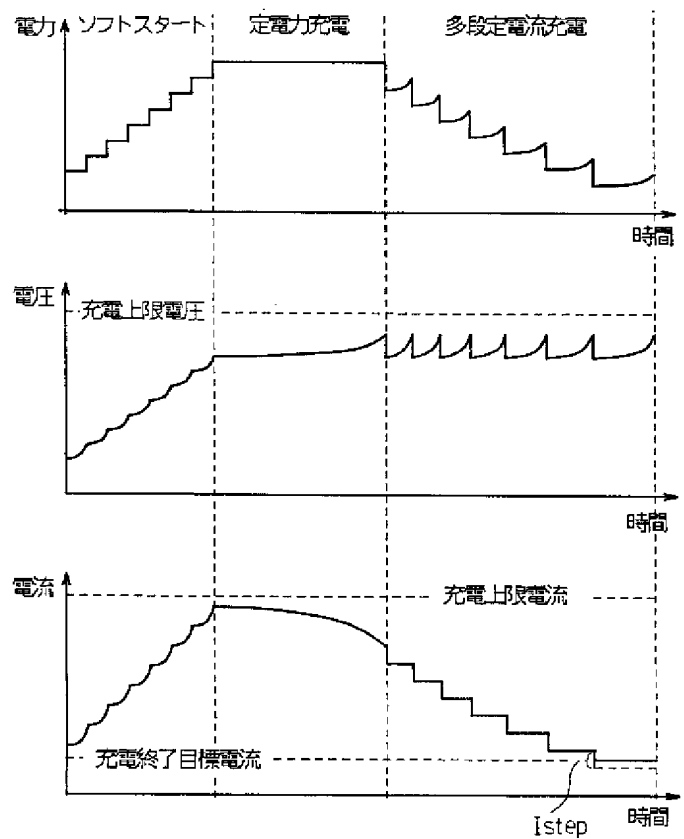 電力
ソフトスタート
定電力充電
多段定電流充電
時間
電圧
充電上限電圧
時間
電流
充電上限電流
充電終了目標電流
Istep
時間